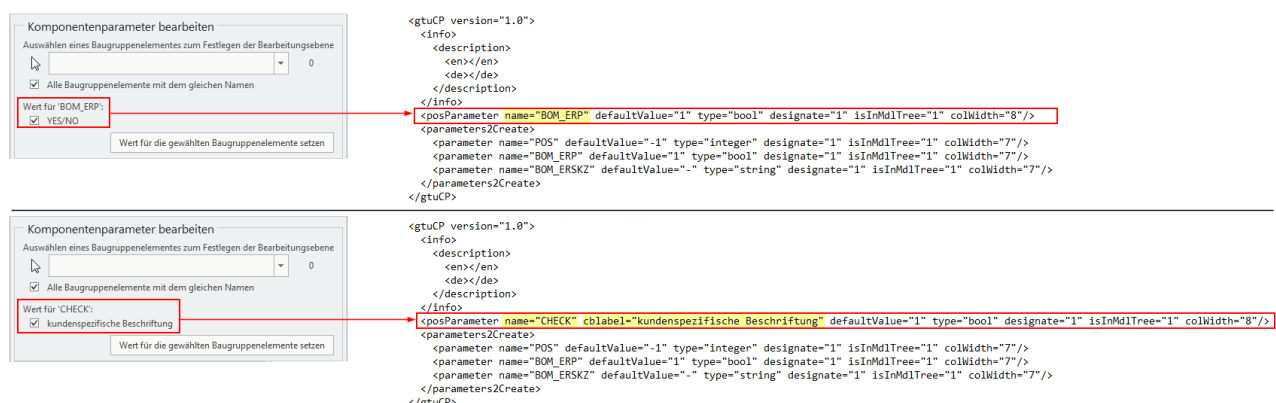 Komponentenparameter bearbeiten
Auswählen eines Baugruppenelementes zum Festlegen der Bearbeitungsebene
0
Alle Baugruppenelemente mit dem gleichen Namen
Wert für 'BOM_ERP':
YES/NO
Wert für die gewählten Baugruppenelemente setzen
<gtuCP version="1.0">
<info>
<description>
<en></en>
<de></de>
</description>
</info>
<posParameter name="BOM_ERP" defaultValue="1" type="bool" designate="1" isInMdlTree="1" colWidth="8"/>
<parameters2Create>
<parameter name="POS" defaultValue="-1" type="integer" designate="1" isInMdlTree="1" colWidth="7"/>
<parameter name="BOM_ERP" defaultValue="1" type="bool" designate="1" isInMdlTree="1" colWidth="7"/>
<parameter name="BOM_ERSKZ" defaultValue="-" type="string" designate="1" isInMdlTree="1" colWidth="7"/>
</parameters2Create>
</gtuCP>
Komponentenparameter bearbeiten
Auswählen eines Baugruppenelementes zum Festlegen der Bearbeitungsebene
0
Alle Baugruppenelemente mit dem gleichen Namen
Wert für 'CHECK':
kundenspezifische Beschriftung
Wert für die gewählten Baugruppenelemente setzen
<gtuCP version="1.0">
<info>
<description>
<en></en>
<de></de>
</description>
</info>
<posParameter name="CHECK" cblabel="kundenspezifische Beschriftung" defaultValue="1" type="bool" designate="1" isInMdlTree="1" colWidth="8"/>
<parameters2Create>
<parameter name="POS" defaultValue="-1" type="integer" designate="1" isInMdlTree="1" colWidth="7"/>
<parameter name="BOM_ERP" defaultValue="1" type="bool" designate="1" isInMdlTree="1" colWidth="7"/>
<parameter name="BOM_ERSKZ" defaultValue="-" type="string" designate="1" isInMdlTree="1" colWidth="7"/>
</parameters2Create>
</gtuCP>